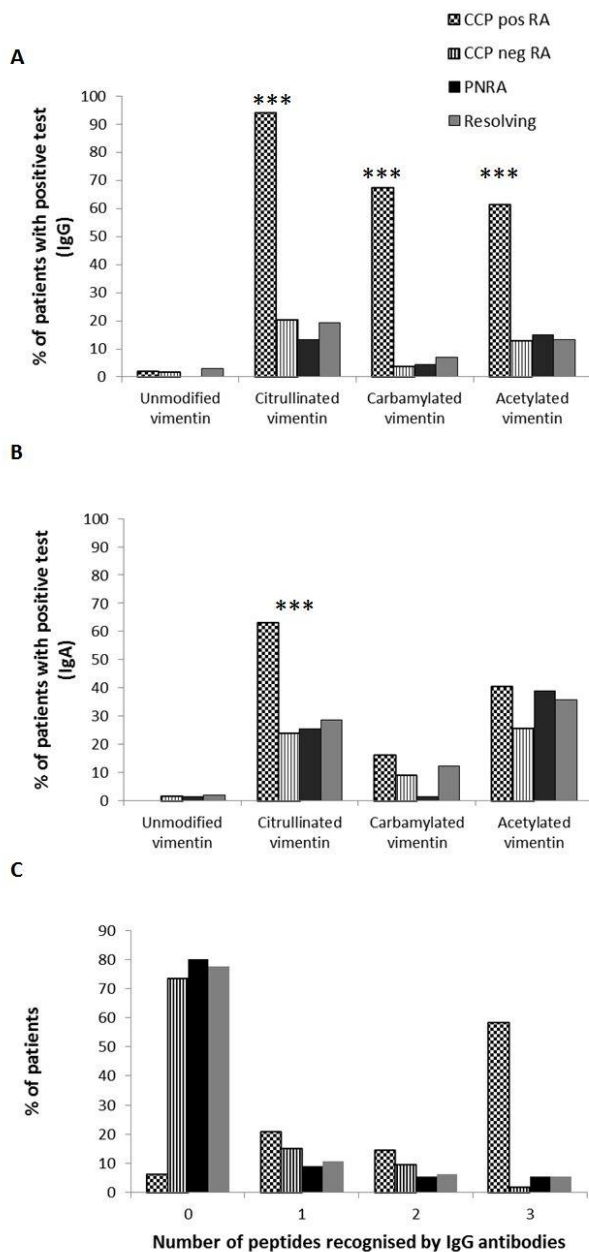 CCP pos RA
CCP neg RA
PNRA
Resolving
A
% of patients with positive test
(IgG)
100
90
80
70
60
50
40
30
20
10
0
***
***
***
Unmodified
vimentin
Citrullinated
vimentin
Carbamylated
vimentin
Acetylated
vimentin
B
% of patients with positive test
(IgA)
100
90
80
70
60
50
40
30
20
10
0
***
Unmodified
vimentin
Citrullinated
vimentin
Carbamylated
vimentin
Acetylated
vimentin
C
% of patients
90
80
70
60
50
40
30
20
10
0
0 1 2 3
Number of peptides recognised by IgG antibodies